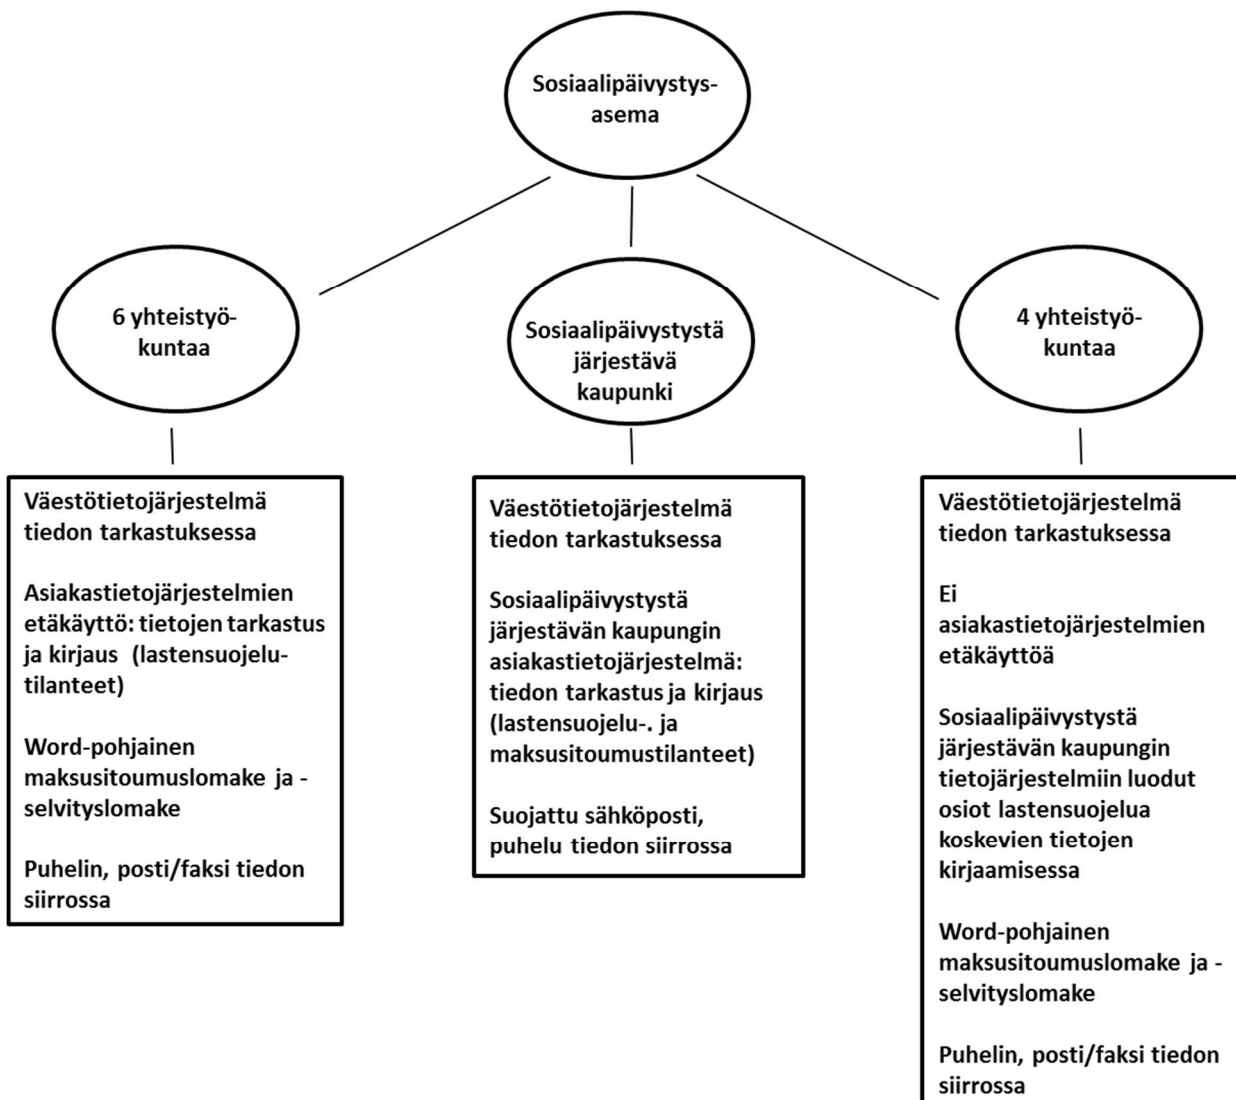 Sosiaalipäivystys-
asema
6 yhteistyö-
kuntaa
Sosiaalipäivystystä
järjestävä
kaupunki
4 yhteistyö-
kuntaa
Väestötietojärjestelmä
tiedon tarkastuksessa
Asiakastietojärjestelmien
etäkäyttö: tietojen tarkastus
ja kirjaus (lastensuojelu-
tilanteet)
Word-pohjainen
maksusitoumuslomake ja -
selvityslomake
Puhelin, posti/faksi tiedon
siirrossa
Väestötietojärjestelmä
tiedon tarkastuksessa
Sosiaalipäivystystä
järjestävän kaupungin
asiakastietojärjestelmä:
tiedon tarkastus ja kirjaus
(lastensuojelu-. ja
maksusitoumustilanteet)
Suojattu sähköposti,
puhelu tiedon siirrossa
Väestötietojärjestelmä
tiedon tarkastuksessa
Ei
asiakastietojärjestelmien
etäkäyttöä
Sosiaalipäivystystä
järjestävän kaupungin
tietojärjestelmiin luodut
osiot lastensuojelua
koskevien tietojen
kirjaamisessa
Word-pohjainen
maksusitoumuslomake ja -
selvityslomake
Puhelin, posti/faksi tiedon
siirrossa